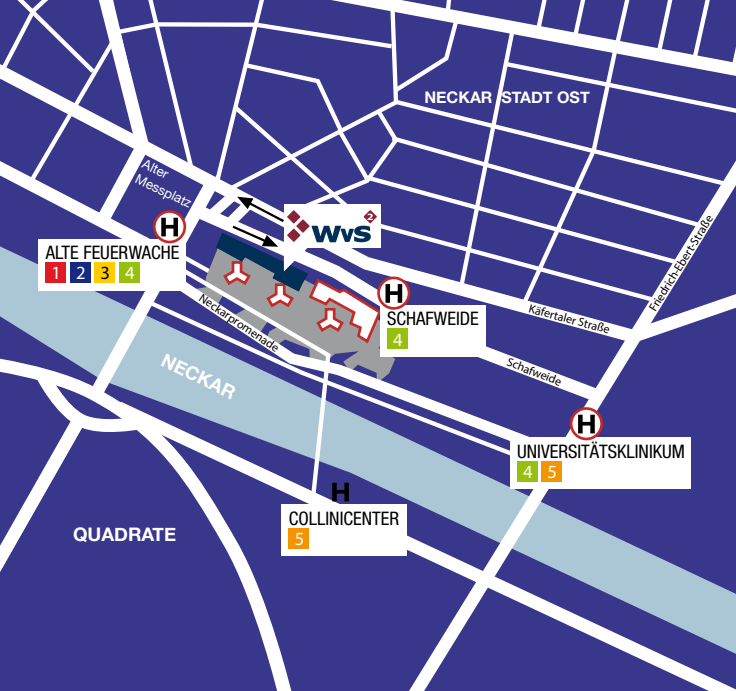 NECKAR STADT OST
Alter
Messplatz
H
WvS 2
ALTE FEUERWACHE
1 2 3 4
Friedrich-Ebert-Straße
H
SCHAFWEIDE
4
Käfertaler Straße
Neckarpromenade
Schafweide
NECKAR
H
UNIVERSITÄTSKLINIKUM
4 5
H
COLLINICENTER
5
QUADRATE